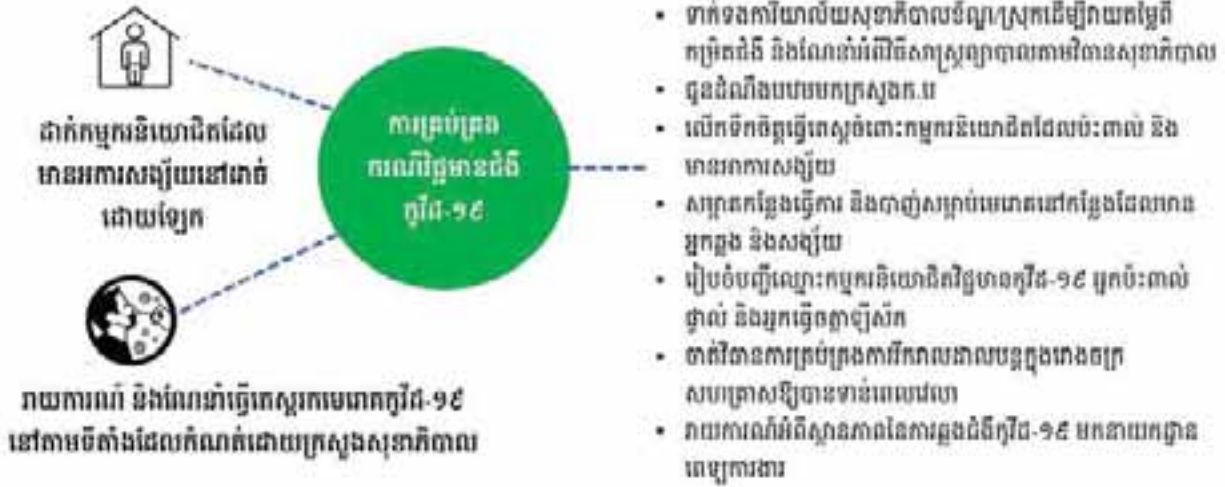 ដាក់កម្មករនិយោជិតដែល
មានអការសង្ស័យនៅដាច់
ដោយឡែក
ការគ្រប់គ្រង
ករណីវិជ្ជមានជំងឺ
កូវីដ-១៩
រាយការណ៍ និងណែនាំធ្វើតេស្តរកមេរោគកូវីដ-១៩
នៅតាមទីតាំងដែលកំណត់ដោយក្រសួងសុខាភិបាល
• ទាក់ទងការិយាល័យសុខាភិបាលខ័ណ្ឌ/ស្រុកដើម្បីវាយតម្លៃពី
កម្រិតជំងឺ និងណែនាំអំពីវិធីសាស្ត្រព្យាបាលតាមវិធានសុខាភិបាល
• ជូនដំណឹងបឋមមកក្រសួងក.ប
• លើកទឹកចិត្តធ្វើតេស្តចំពោះកម្មករនិយោជិតដែលប៉ះពាល់ និង
មានអាការសង្ស័យ
• សម្អាតកន្លែងធ្វើការ និងបាញ់សម្លាប់មេរោគនៅកន្លែងដែលមាន
អ្នកឆ្លង និងសង្ស័យ
• រៀបចំបញ្ជីឈ្មោះកម្មករនិយោជិតវិជ្ជមានកូវីដ-១៩ អ្នកប៉ះពាល់
ផ្ទាល់ និងអ្នកធ្វើចត្តាឡីស័ក
• ចាត់វិធានការគ្រប់គ្រងការរីករាលដាលបន្តក្នុងរោងចក្រ
សហគ្រាសឱ្យបានទាន់ពេលវេលា
• រាយការណ៍អំពីស្ថានភាពនៃការឆ្លងជំងឺកូវីដ-១៩ មកនាយកដ្ឋាន
ពេទ្យការងារ